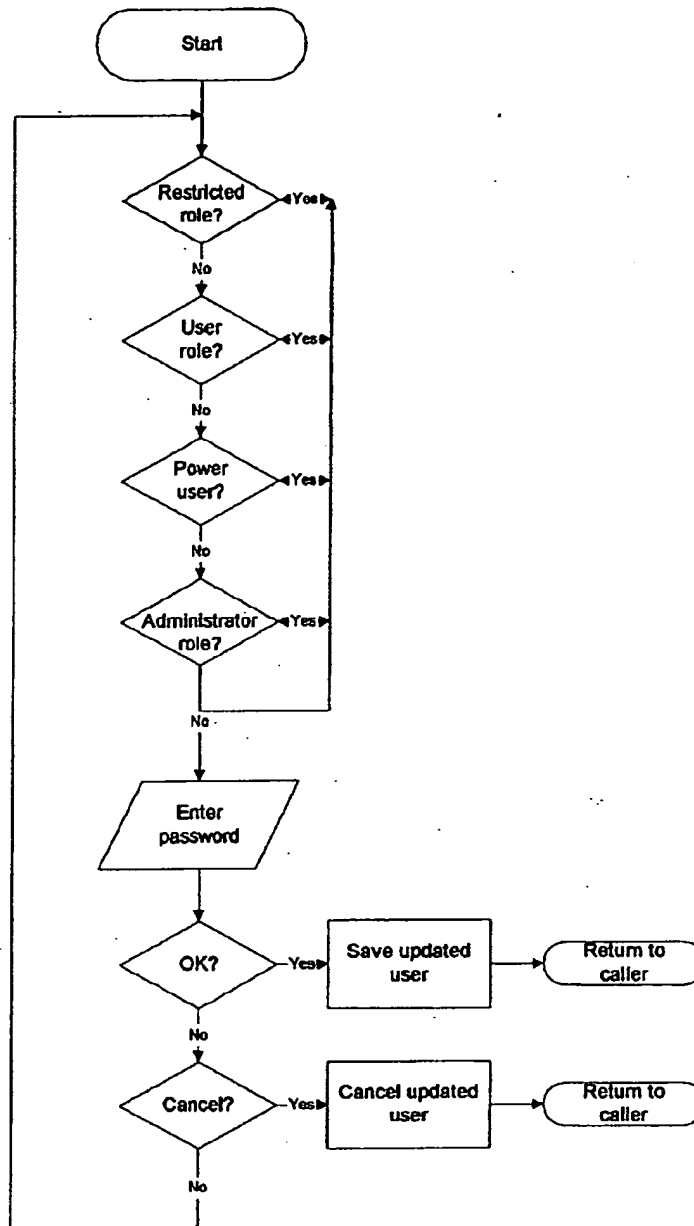 Start
Restricted
role?
Yes
No
User
role?
Yes
No
Power
user?
Yes
No
Administrator
role?
Yes
No
Enter
password
OK?
Yes
Save updated
user
Return to
caller
No
Cancel?
Yes
Cancel updated
user
Return to
caller
No